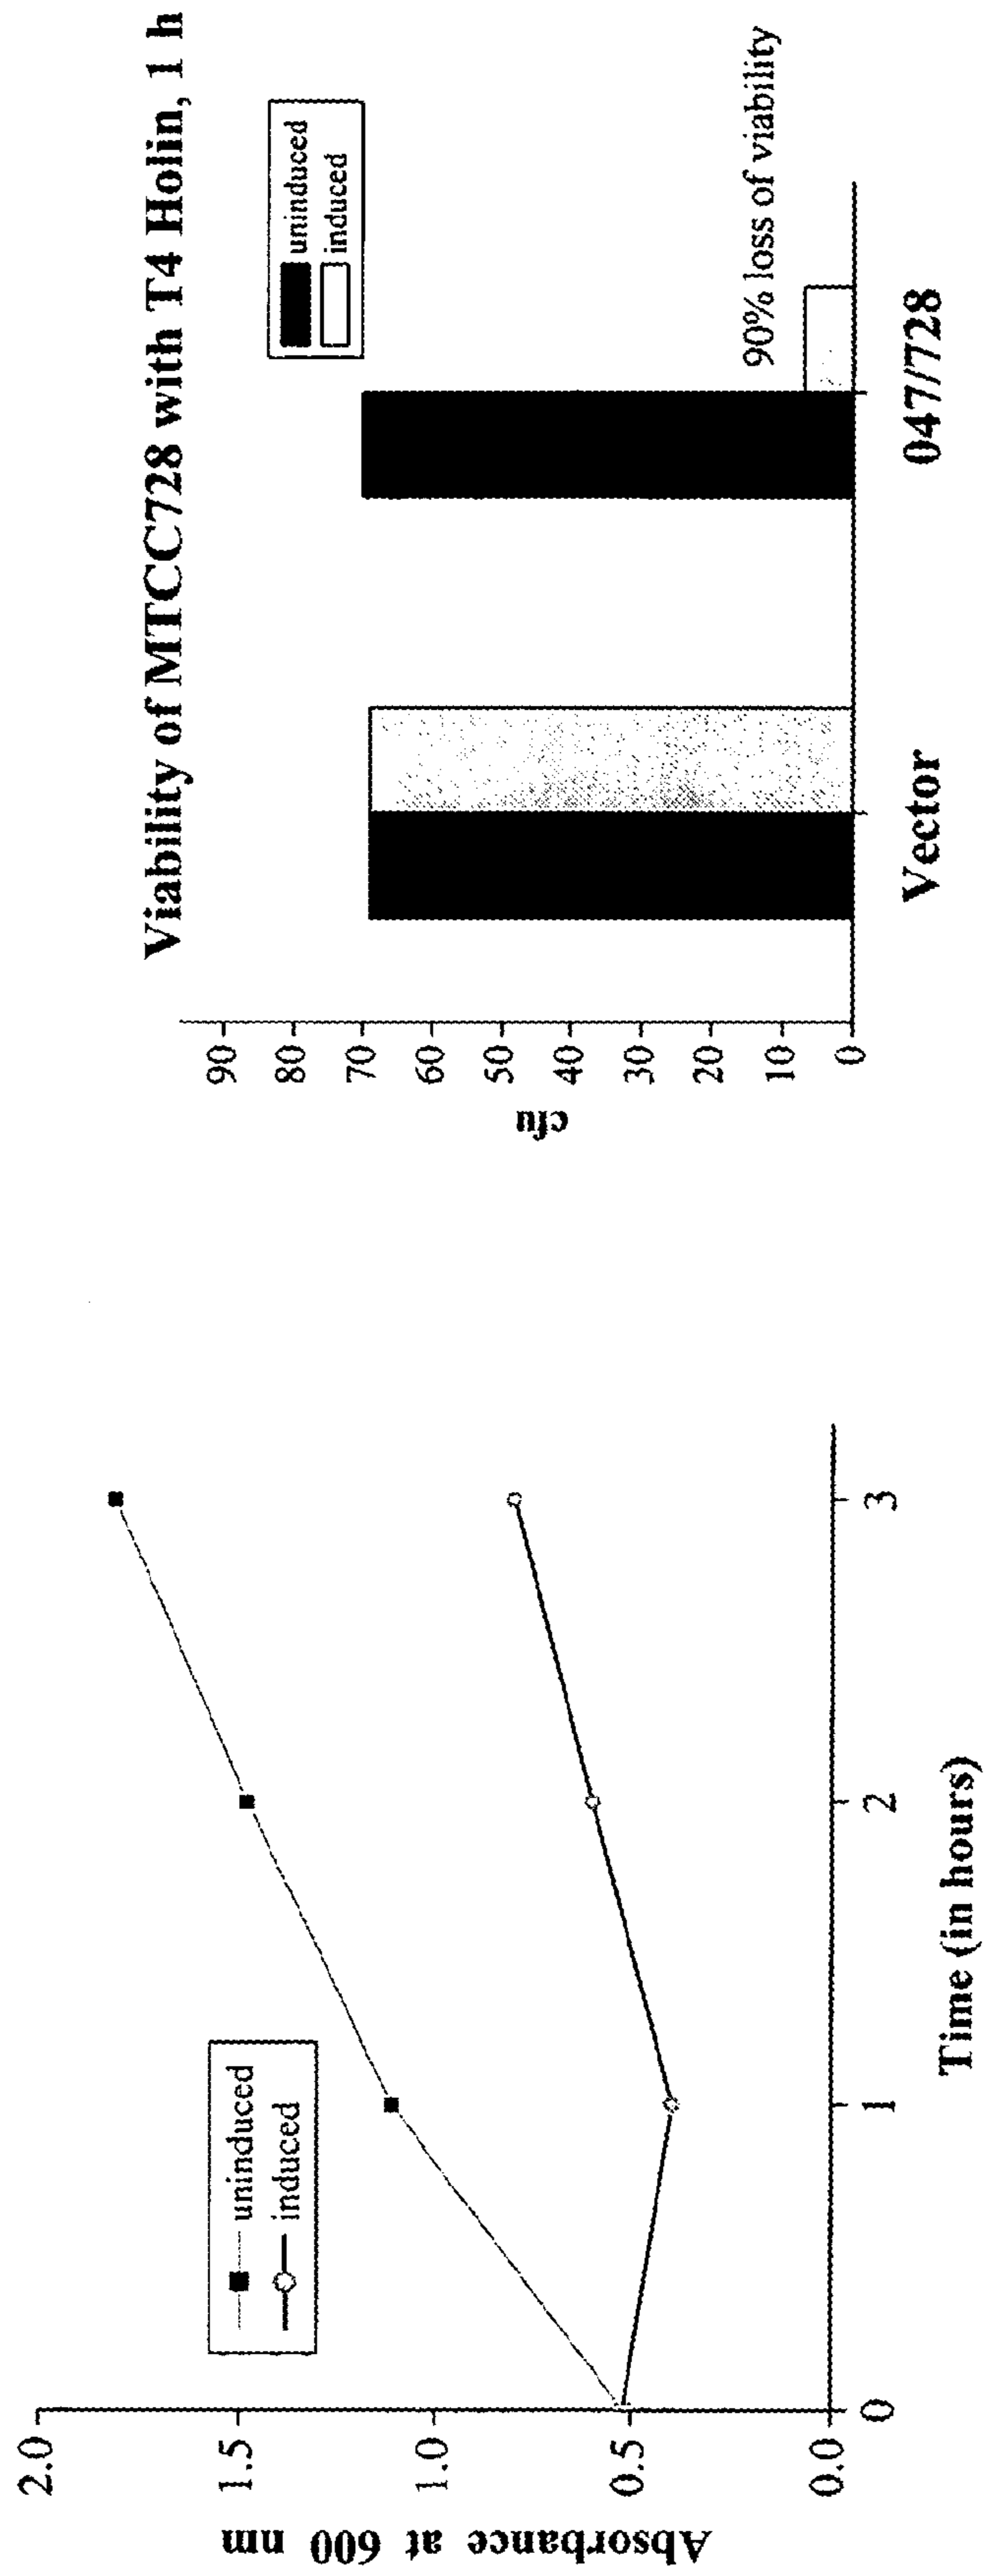 2.0
1.5
1.0
0.5
0.0
Absorbance at 600 nm
uninduced
induced
0
1
2
3
Time (in hours)
Viability of MTCC728 with T4 Holin, 1 h
90
80
70
60
50
40
30
20
10
0
cfu
uninduced
induced
90% loss of viability
Vector
047/728